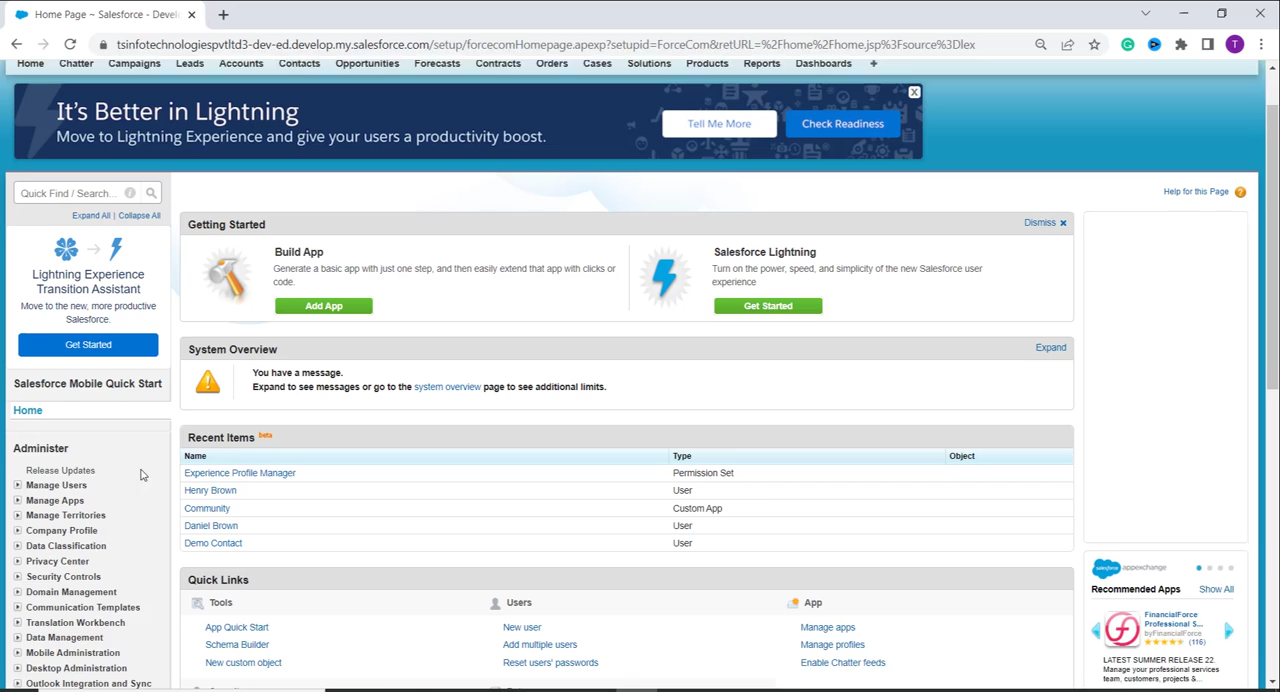 Home Page ~ Salesforce - Devel
tsinfotechnologiespvtltd3-dev-ed.develop.my.salesforce.com/setup/forcecomHomepage.apexp?setupid=ForceCom&retURL=%2Fhome%2Fhome.jsp%3Fsource%3Dlex
T
Home Chatter Campaigns Leads Accounts Contacts Opportunities Forecasts Contracts Orders Cases Solutions Products Reports Dashboards +
It's Better in Lightning
Move to Lightning Experience and give your users a productivity boost.
Tell Me More
Check Readiness
X
Quick Find / Search... i
Expand All | Collapse All
Lightning Experience
Transition Assistant
Move to the new, more productive
Salesforce.
Get Started
Salesforce Mobile Quick Start
Home
Administer
Release Updates
Manage Users
Manage Apps
Manage Territories
Company Profile
Data Classification
Privacy Center
Security Controls
Domain Management
Communication Templates
Translation Workbench
Data Management
Mobile Administration
Desktop Administration
Outlook Integration and Sync
Help for this Page ?
Getting Started
Dismiss x
Build App
Generate a basic app with just one step, and then easily extend that app with clicks or
code.
Add App
Salesforce Lightning
Turn on the power, speed, and simplicity of the new Salesforce user
experience
Get Started
System Overview
Expand
You have a message.
Expand to see messages or go to the system overview page to see additional limits.
Recent Items beta
Name Type Object
Experience Profile Manager Permission Set
Henry Brown User
Community Custom App
Daniel Brown User
Demo Contact User
Quick Links
Tools Users App
App Quick Start New user Manage apps
Schema Builder Add multiple users Manage profiles
New custom object Reset users' passwords Enable Chatter feeds
salesforce appexchange
Recommended Apps Show All
FinancialForce
Professional S...
byFinancialForce
(116)
LATEST SUMMER RELEASE 22.
Manage your professional services
team, customers, projects &...